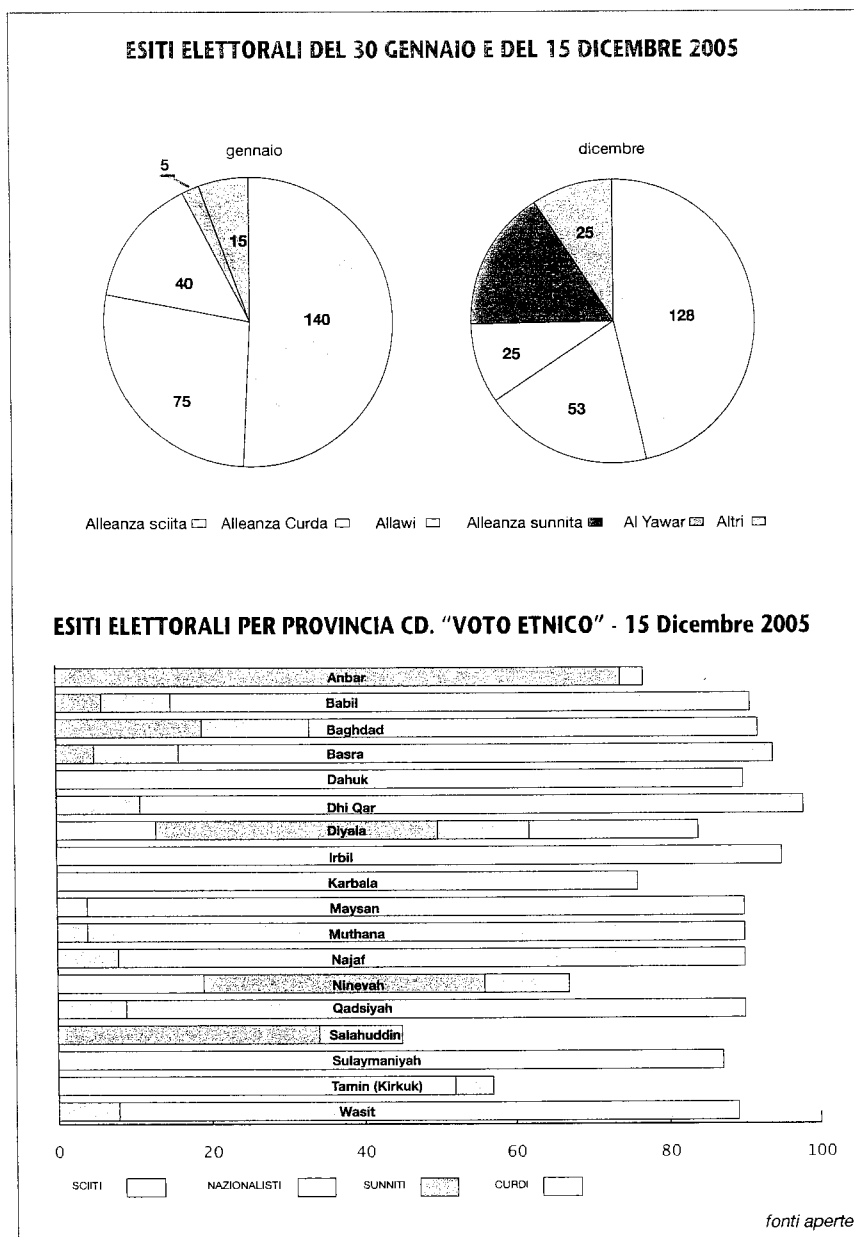 ESITI ELETTORALI DEL 30 GENNAIO E DEL 15 DICEMBRE 2005
gennaio
dicembre
5
15
40
140
75
25
128
25
53
Alleanza sciita Alleanza Curda Allawi Alleanza sunnita Al Yawar Altri
ESITI ELETTORALI PER PROVINCIA CD. "VOTO ETNICO" - 15 Dicembre 2005
Anbar
Babil
Baghdad
Basra
Dahuk
Dhi Qar
Diyala
Irbil
Karbala
Maysan
Muthana
Najaf
Ninevah
Qadsiyah
Salahuddin
Sulaymaniyah
Tamin (Kirkuk)
Wasit
0 20 40 60 80 100
SCIITI NAZIONALISTI SUNNITI CURDI
fonti aperte